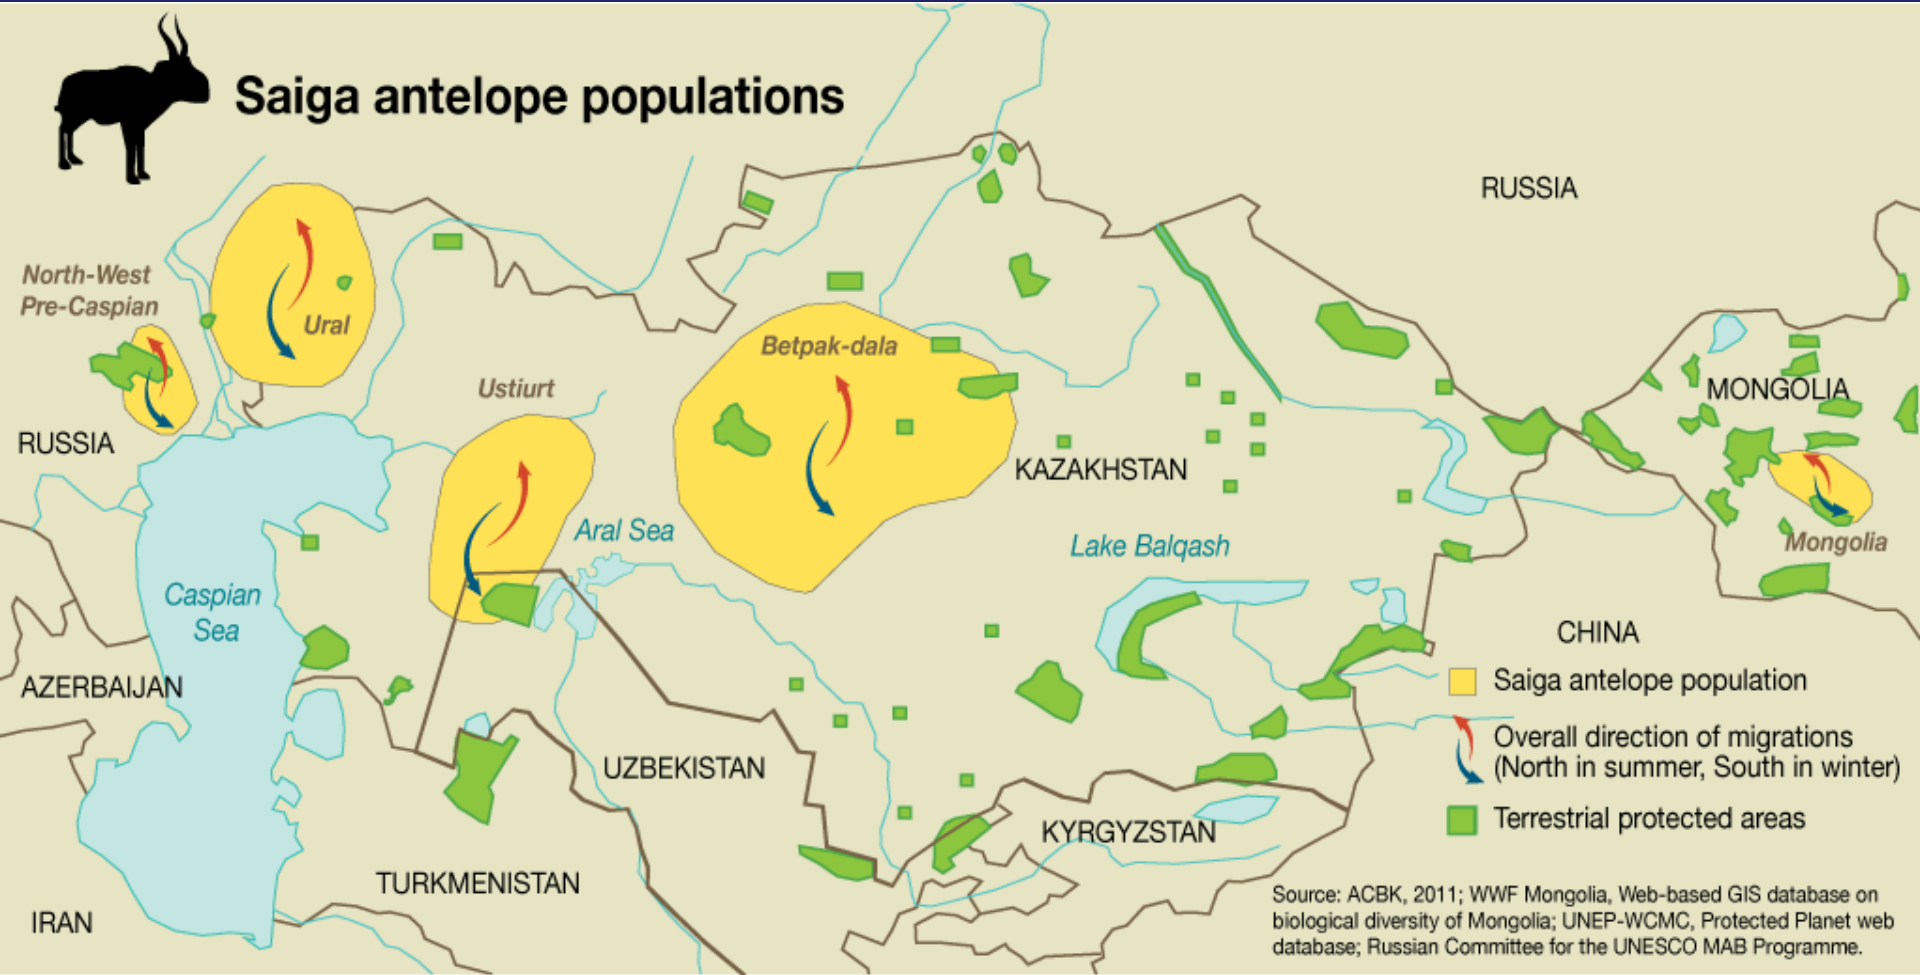 Saiga antelope populations
RUSSIA
North-West
Pre-Caspian
Ural
Betpak-dala
Ustiurt
MONGOLIA
RUSSIA
KAZAKHSTAN
Aral Sea
Lake Balqash
Mongolia
Caspian
Sea
CHINA
AZERBAIJAN
UZBEKISTAN
KYRGYZSTAN
TURKMENISTAN
IRAN
Saiga antelope population
Overall direction of migrations
(North in summer, South in winter)
Terrestrial protected areas
Source: ACBK, 2011; WWF Mongolia, Web-based GIS database on
biological diversity of Mongolia; UNEP-WCMC, Protected Planet web
database; Russian Committee for the UNESCO MAB Programme.